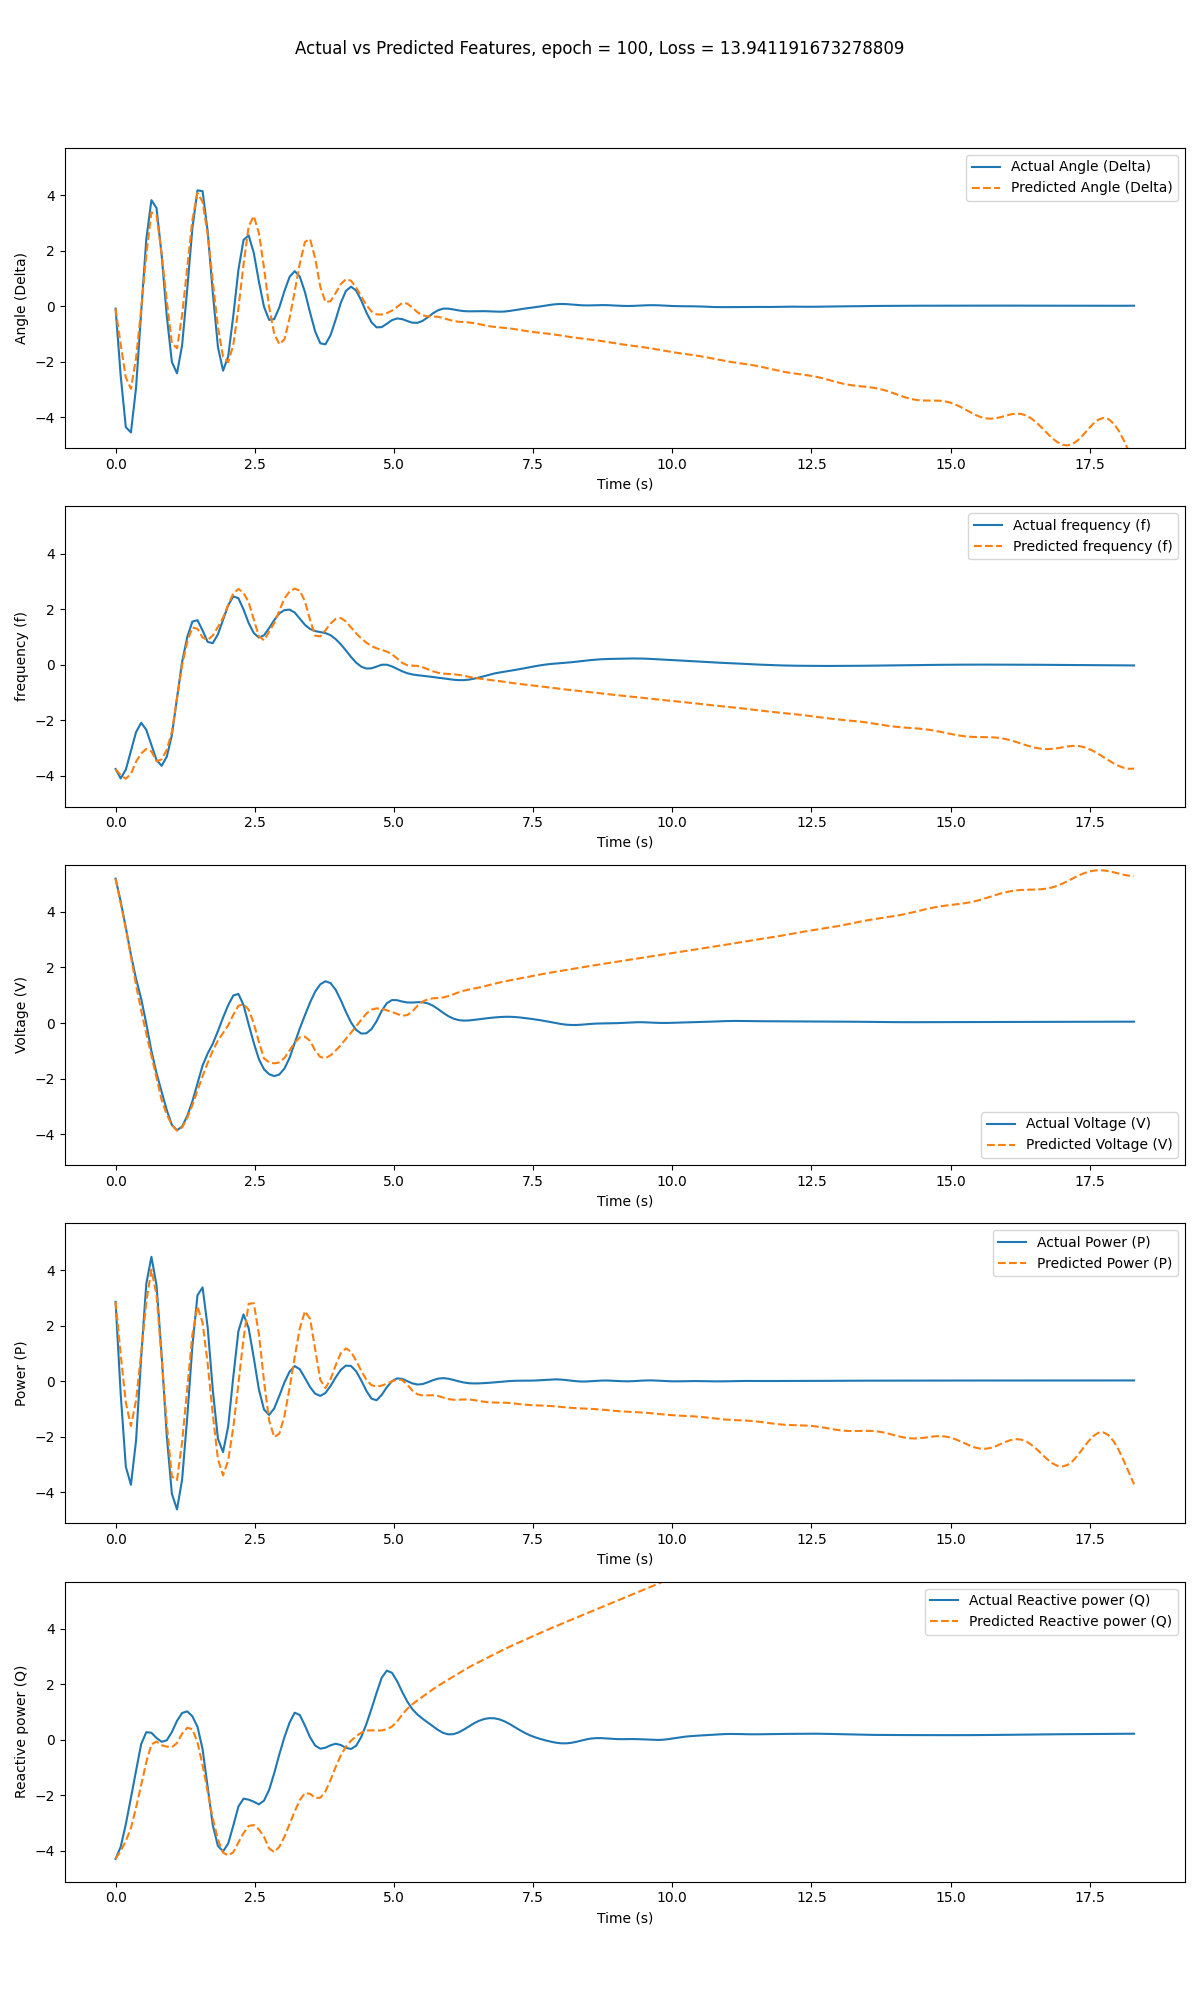 Actual vs Predicted Features, epoch = 100, Loss = 13.941191673278809
Actual Angle (Delta)
Predicted Angle (Delta)
Angle (Delta)
4
2
0
−2
−4
0.0 2.5 5.0 7.5 10.0 12.5 15.0 17.5
Time (s)
Actual frequency (f)
Predicted frequency (f)
frequency (f)
4
2
0
−2
−4
0.0 2.5 5.0 7.5 10.0 12.5 15.0 17.5
Time (s)
Voltage (V)
4
2
0
−2
−4
Actual Voltage (V)
Predicted Voltage (V)
0.0 2.5 5.0 7.5 10.0 12.5 15.0 17.5
Time (s)
Actual Power (P)
Predicted Power (P)
Power (P)
4
2
0
−2
−4
0.0 2.5 5.0 7.5 10.0 12.5 15.0 17.5
Time (s)
Actual Reactive power (Q)
Predicted Reactive power (Q)
Reactive power (Q)
4
2
0
−2
−4
0.0 2.5 5.0 7.5 10.0 12.5 15.0 17.5
Time (s)